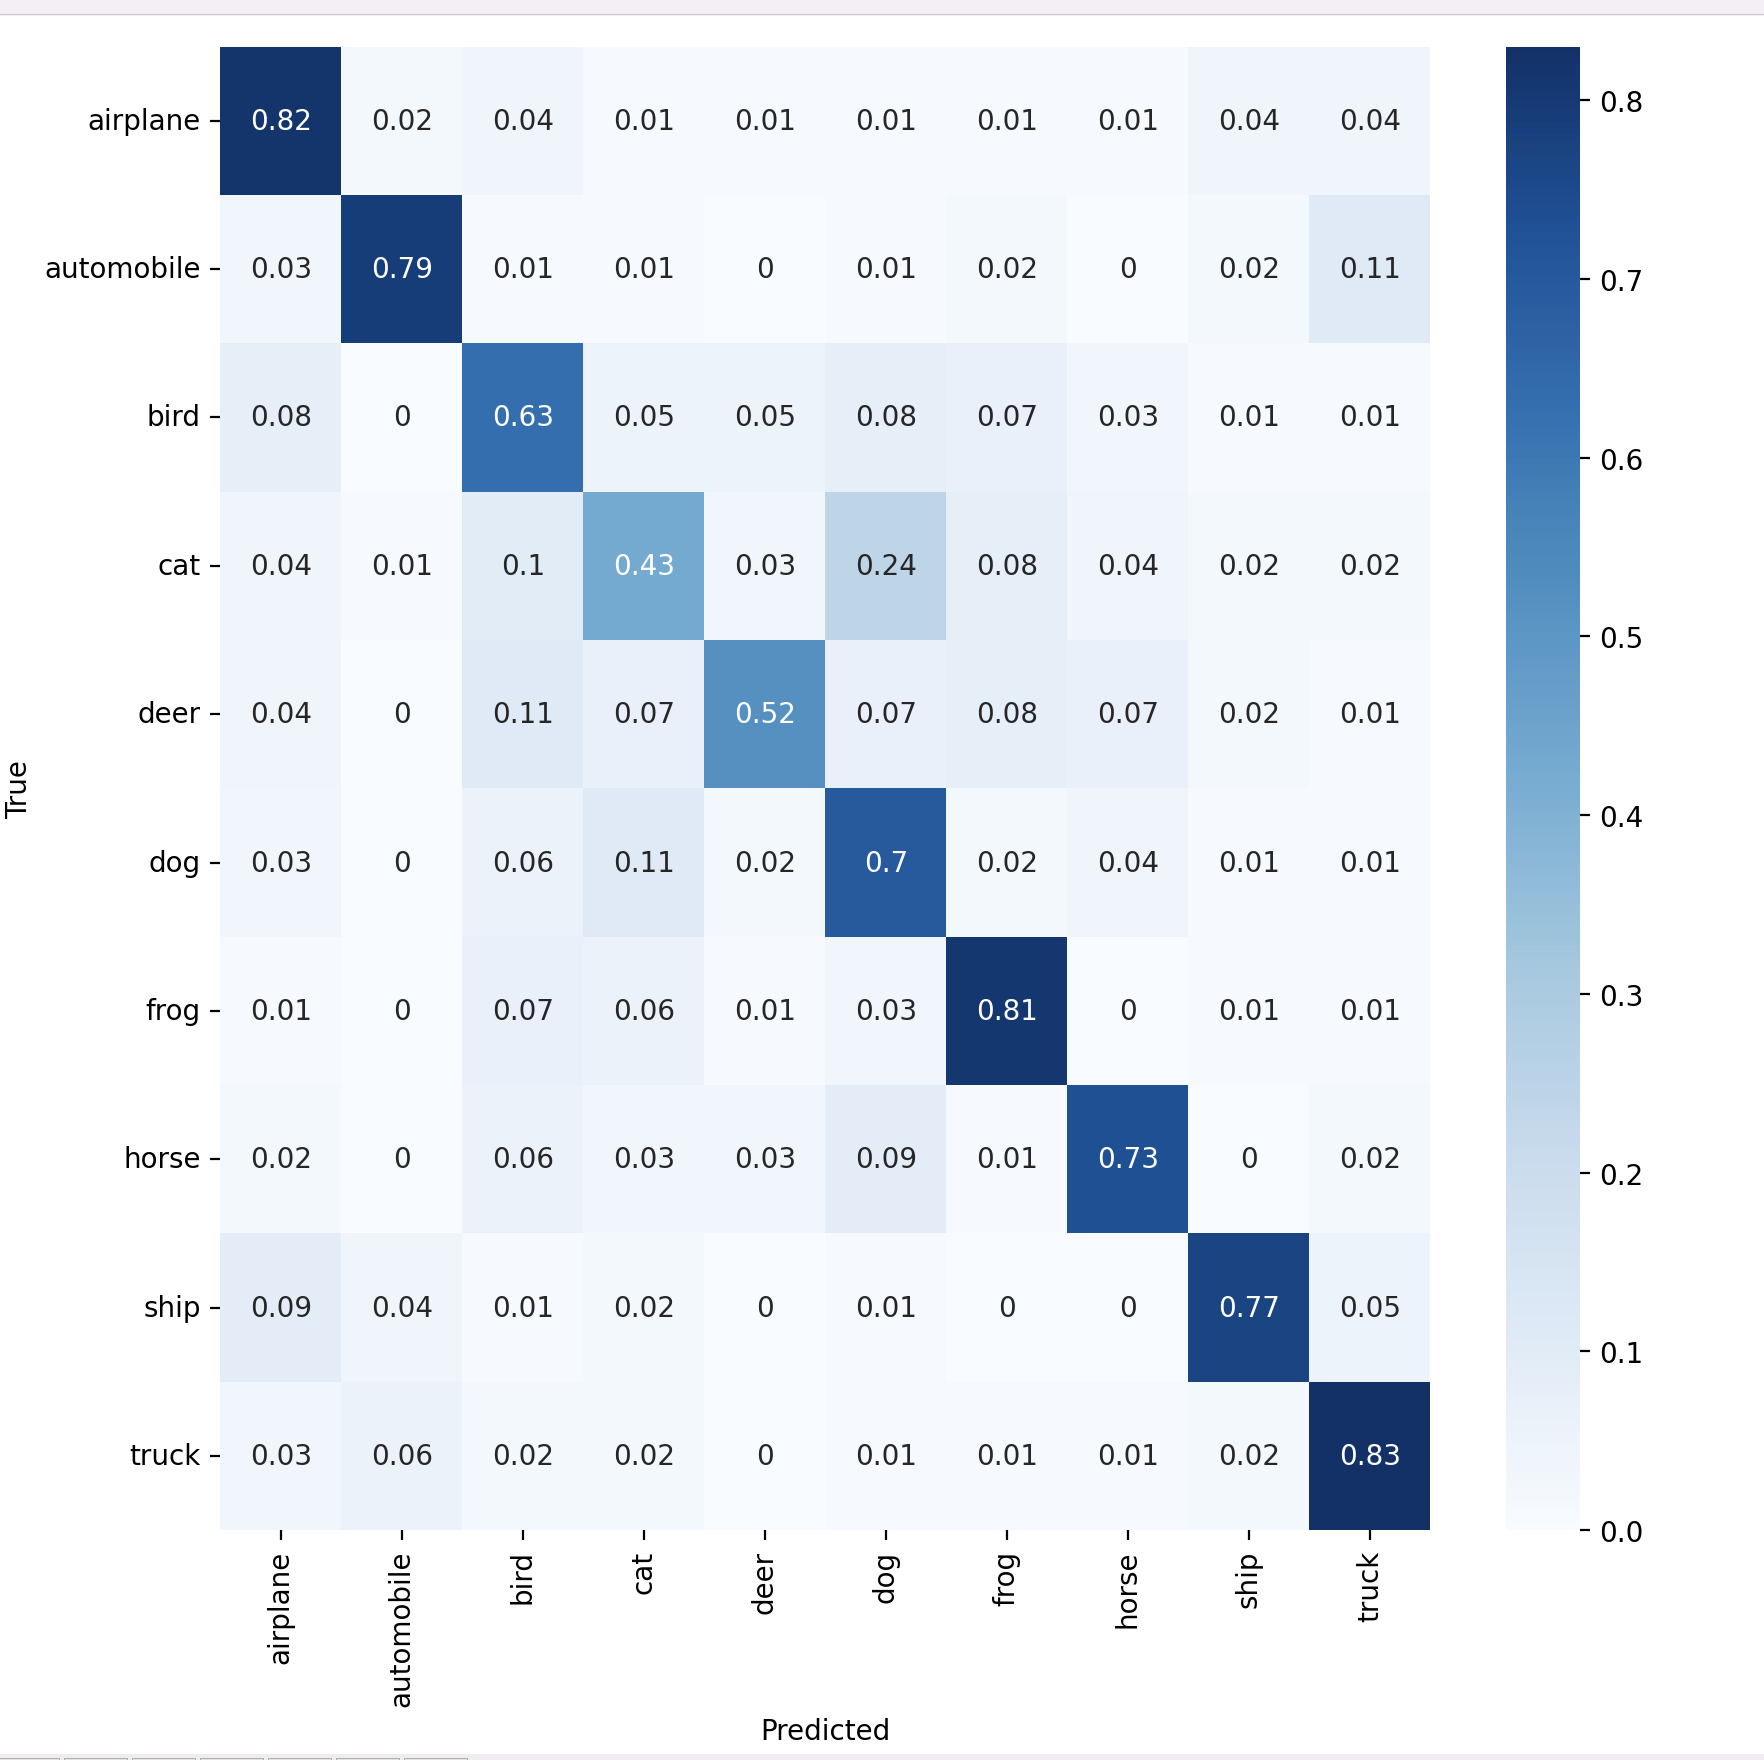 airplane 0.82 0.02 0.04 0.01 0.01 0.01 0.01 0.01 0.04 0.04
automobile 0.03 0.79 0.01 0.01 0 0.01 0.02 0 0.02 0.11
bird 0.08 0 0.63 0.05 0.05 0.08 0.07 0.03 0.01 0.01
cat 0.04 0.01 0.1 0.43 0.03 0.24 0.08 0.04 0.02 0.02
deer 0.04 0 0.11 0.07 0.52 0.07 0.08 0.07 0.02 0.01
dog 0.03 0 0.06 0.11 0.02 0.7 0.02 0.04 0.01 0.01
frog 0.01 0 0.07 0.06 0.01 0.03 0.81 0 0.01 0.01
horse 0.02 0 0.06 0.03 0.03 0.09 0.01 0.73 0 0.02
ship 0.09 0.04 0.01 0.02 0 0.01 0 0 0.77 0.05
truck 0.03 0.06 0.02 0.02 0 0.01 0.01 0.01 0.02 0.83
airplane automobile bird cat deer dog frog horse ship truck
Predicted
True
0.8
0.7
0.6
0.5
0.4
0.3
0.2
0.1
0.0